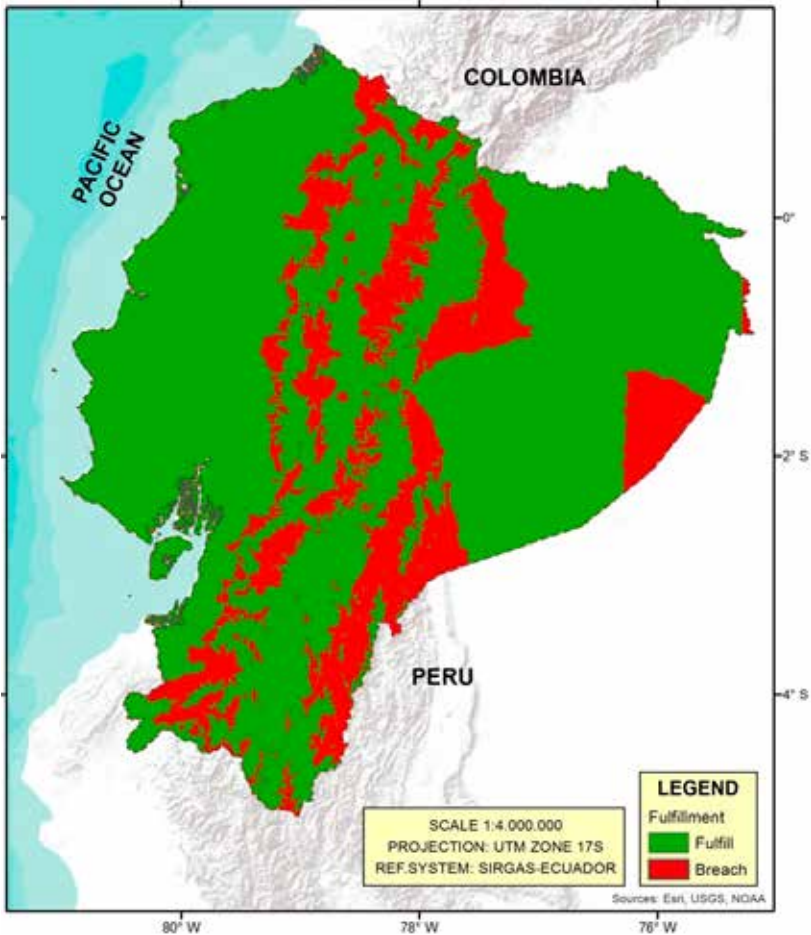 COLOMBIA
PACIFIC
OCEAN
0°
2° S
PERU
4° S
LEGEND
Fulfillment
Fulfill
Breach
SCALE 1:4.000.000
PROJECTION: UTM ZONE 17S
REF.SYSTEM: SIRGAS-ECUADOR
Sources: Esri, USGS, NOAA
80° W
78° W
76° W